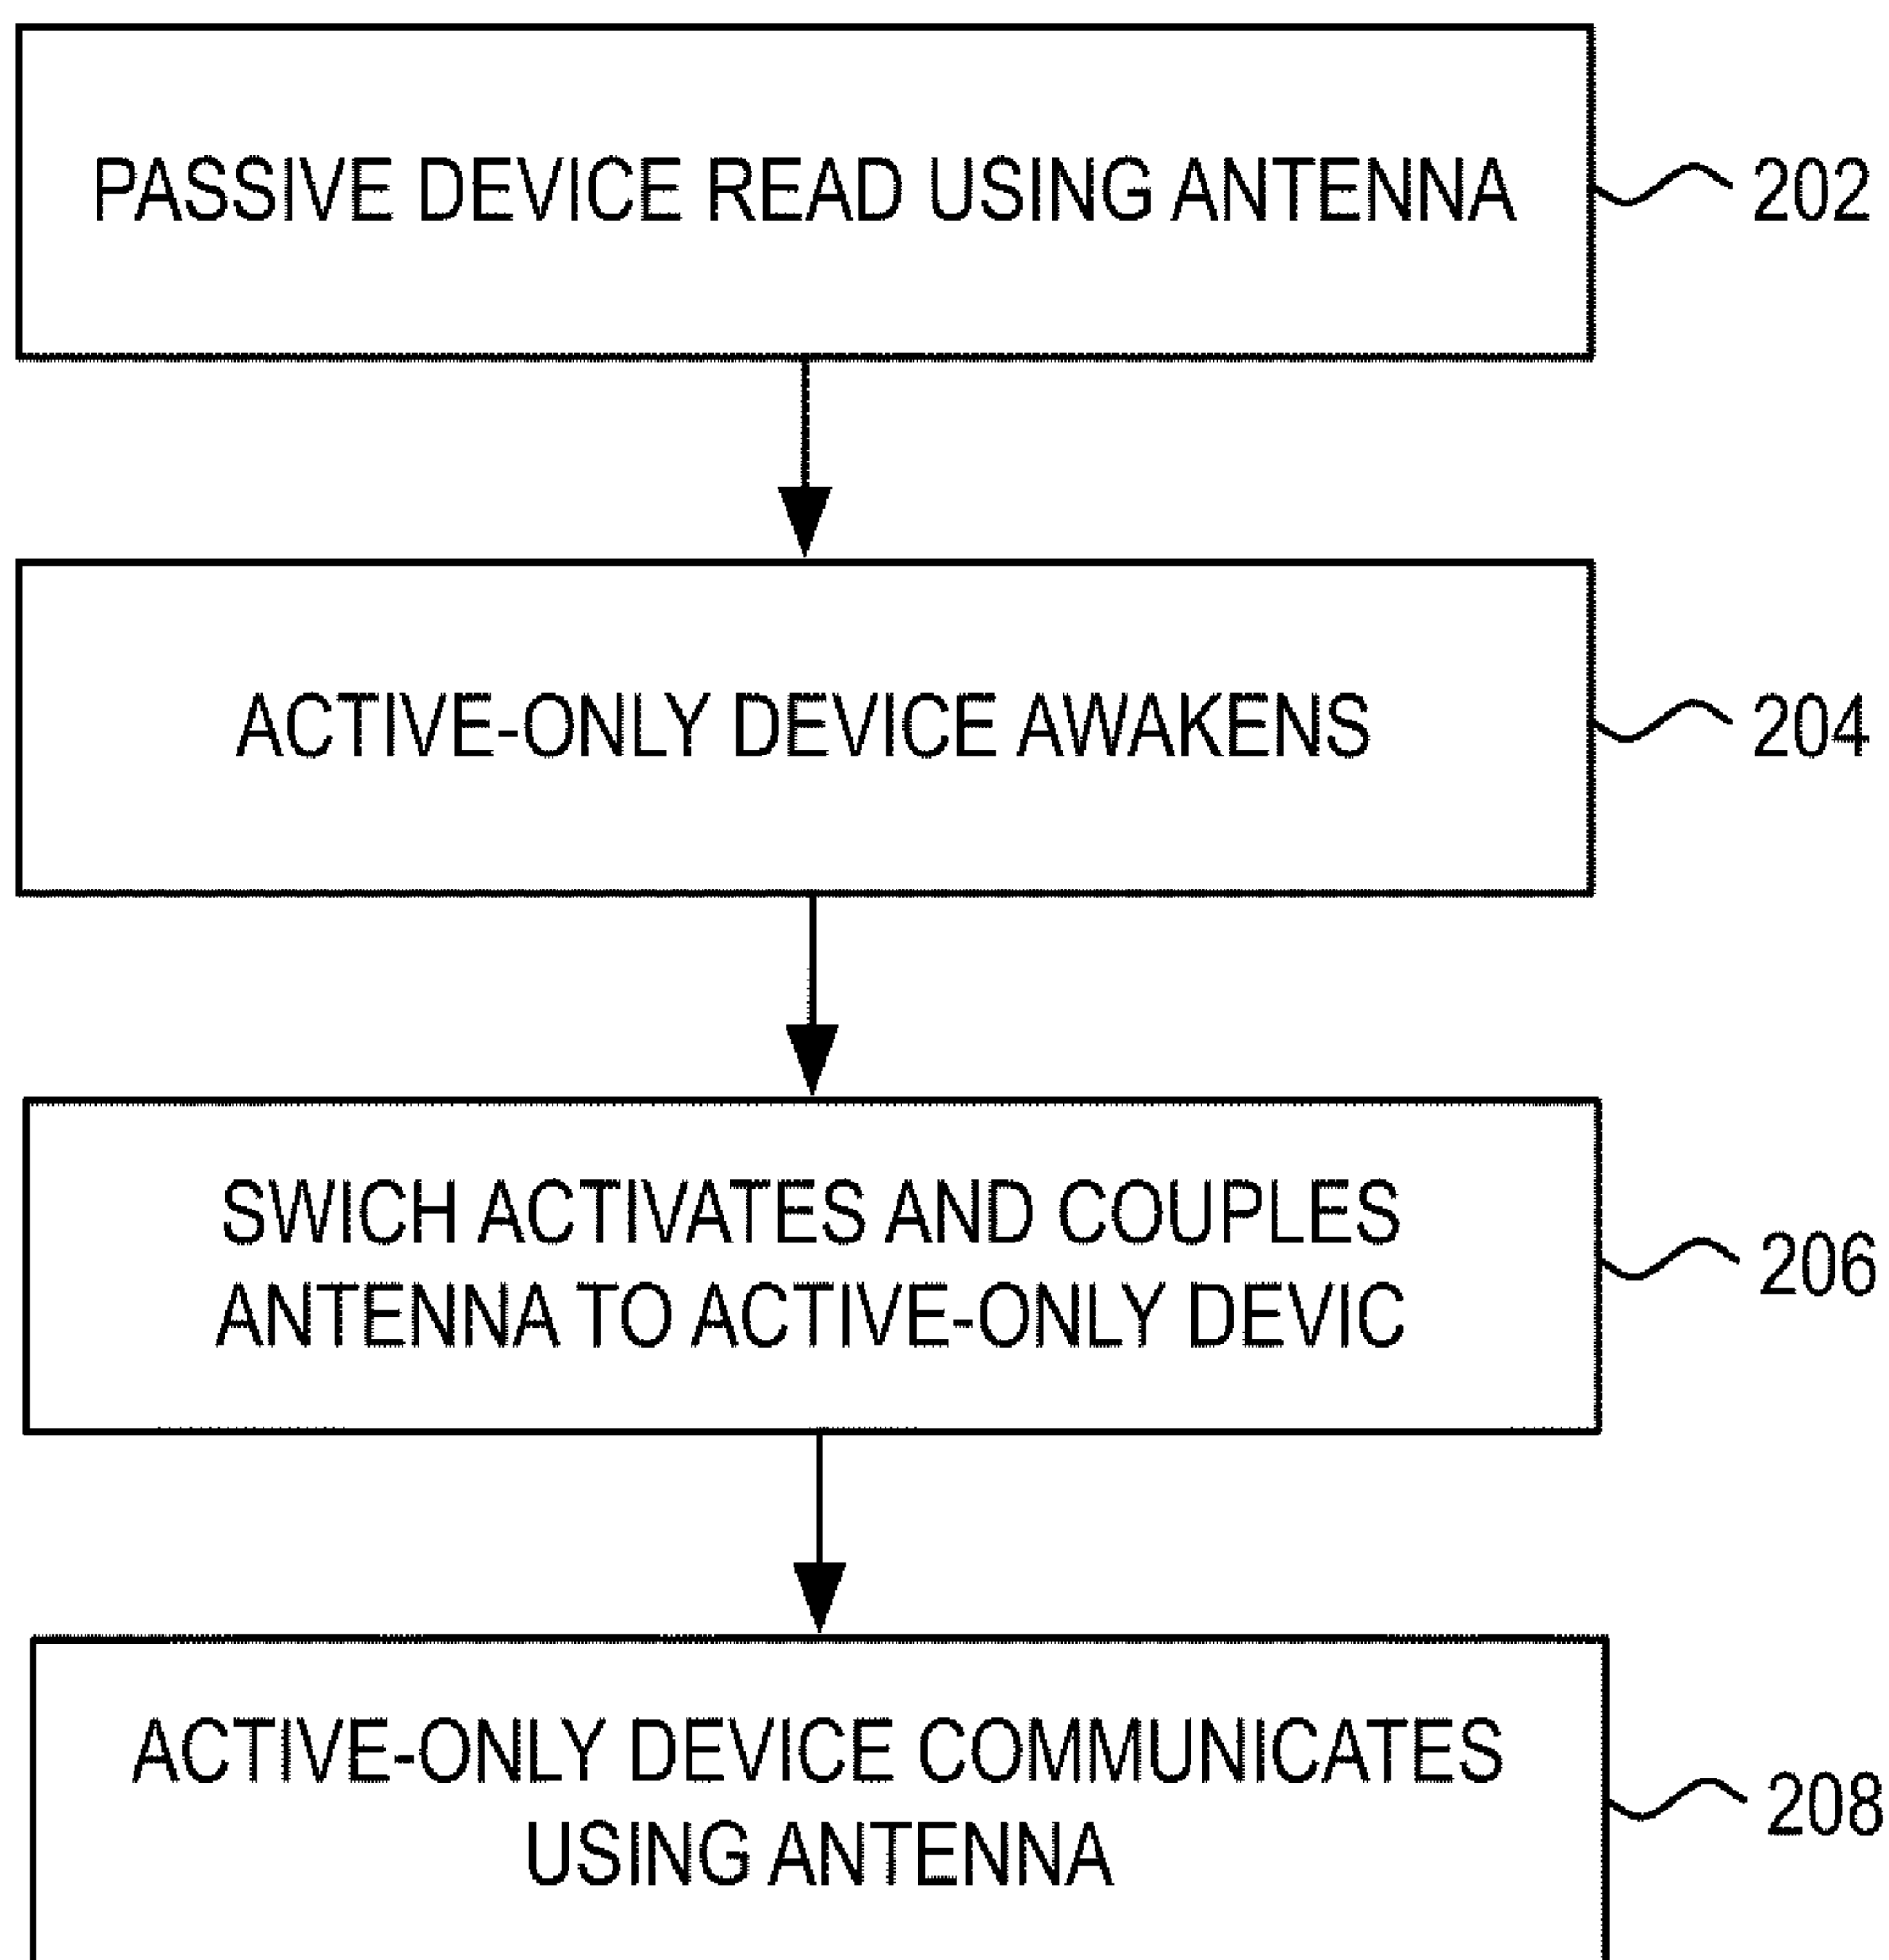 PASSIVE DEVICE READ USING ANTENNA
202
ACTIVE-ONLY DEVICE AWAKENS
204
SWICH ACTIVATES AND COUPLES
ANTENNA TO ACTIVE-ONLY DEVIC
206
ACTIVE-ONLY DEVICE COMMUNICATES
USING ANTENNA
208